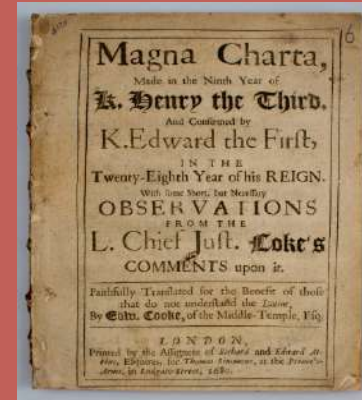 Magna Charta,
Made in the Ninth Year of
K. Henry the Third,
And Confirmed by
K. Edward the First,
IN THE
Twenty-Eighth Year of his REIGN.
With some Short, but Necessary
OBSERVATIONS
FROM THE
L. Chief Just. Coke's
COMMENTS upon it.
Faithfully Translated for the Benefit of those
that do not understand the Latine,
By Edw. Cooke, of the Middle-Temple, Esq;
LONDON,
Printed by the Assignees of Richard and Edward At-
kins, Esquires, for Thomas Simmons, at the Prince's-
Arms, in Ludgate-Street, 1680.